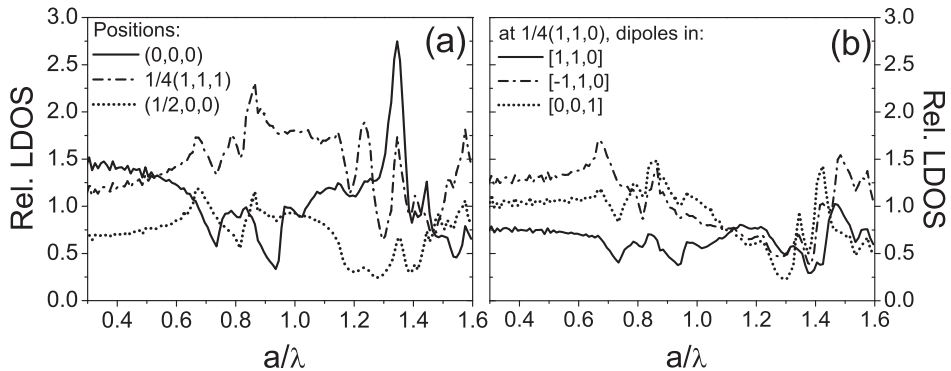 Rel. LDOS
3.0
2.5
2.0
1.5
1.0
0.5
0.0
Positions:
(0,0,0)
1/4(1,1,1)
(1/2,0,0)
(a)
0.4 0.6 0.8 1.0 1.2 1.4 1.6
a/λ
at 1/4(1,1,0), dipoles in:
[1,1,0]
[-1,1,0]
[0,0,1]
(b)
0.4 0.6 0.8 1.0 1.2 1.4 1.6
a/λ
3.0
2.5
2.0
1.5
1.0
0.5
0.0
Rel. LDOS